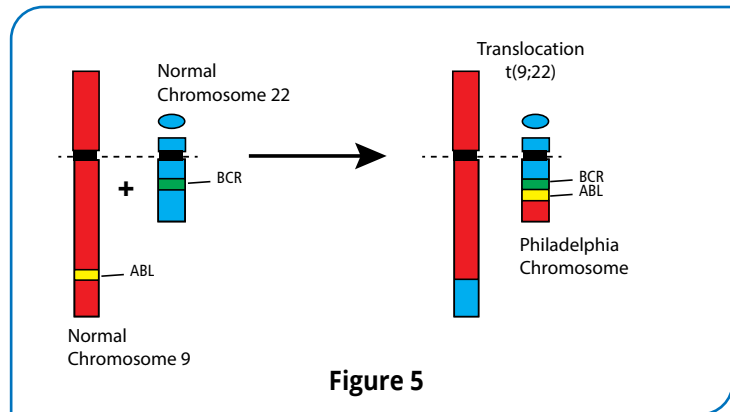 Normal
Chromosome 22
+
BCR
ABL
Normal
Chromosome 9
Translocation
t(9;22)
BCR
ABL
Philadelphia
Chromosome
Figure 5